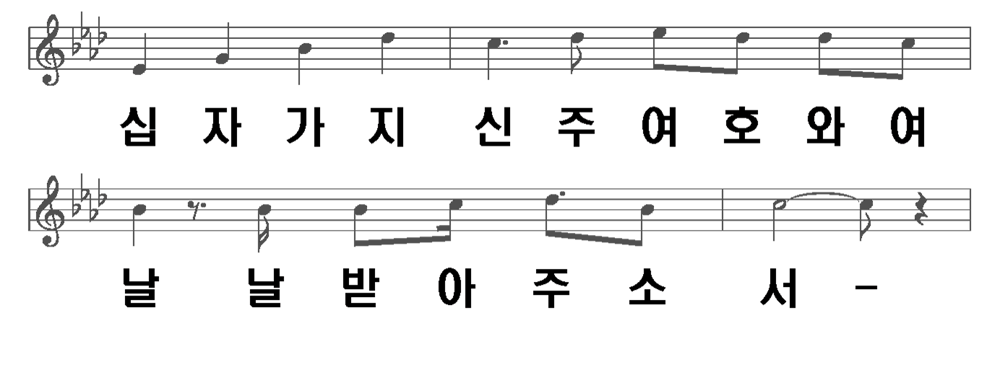 십 자 가 지 신 주 여 호 와 여
날 날 받 아 주 소 서 -